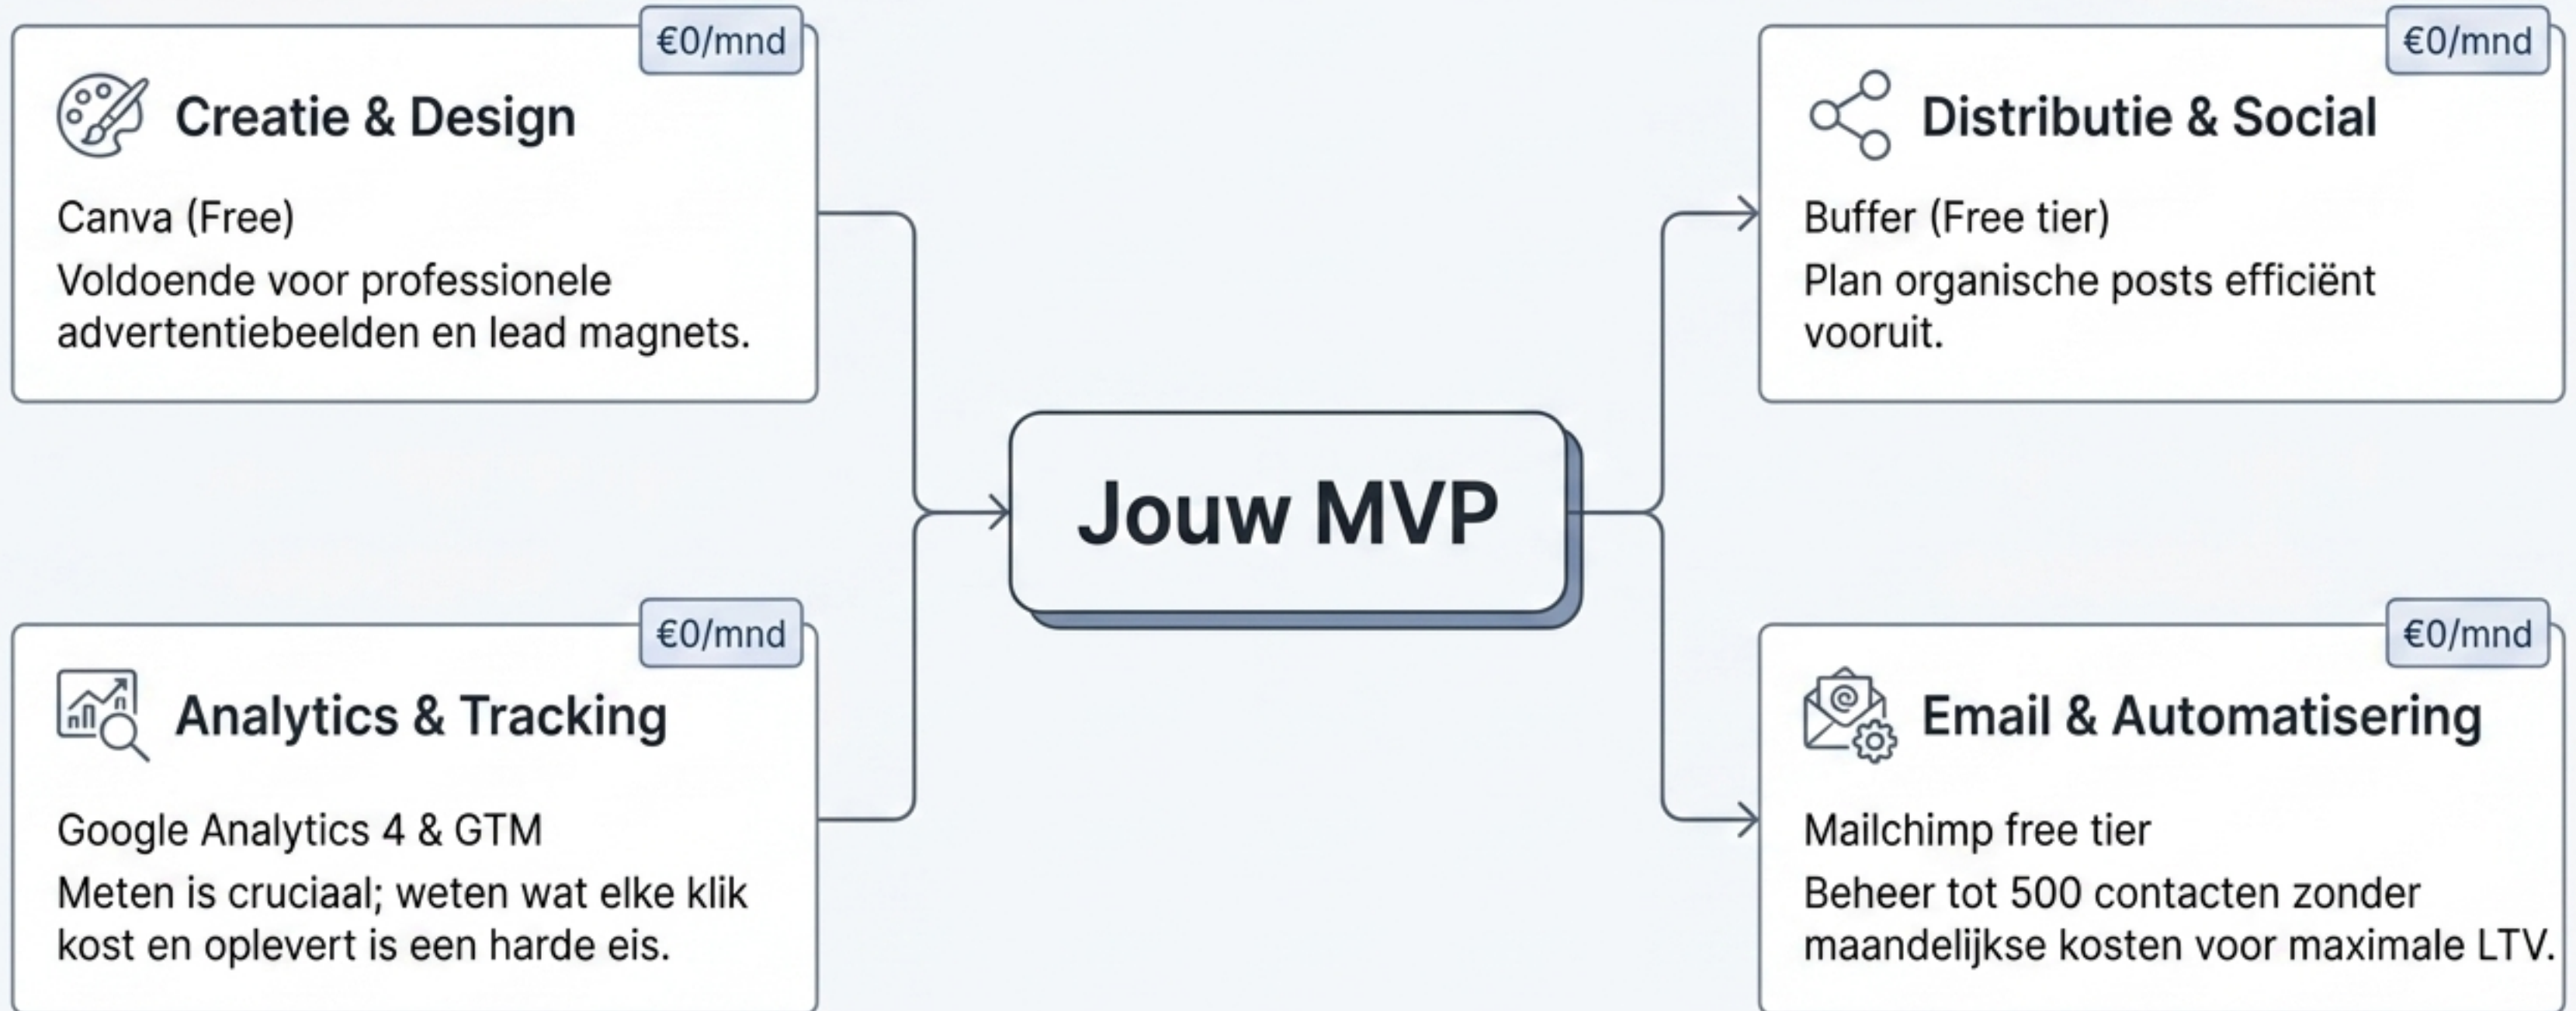 €0/mnd
Creatie & Design
Canva (Free)
Voldoende voor professionele
advertentiebeelden en lead magnets.
€0/mnd
Analytics & Tracking
Google Analytics 4 & GTM
Meten is cruciaal; weten wat elke klik
kost en oplevert is een harde eis.
Jouw MVP
€0/mnd
Distributie & Social
Buffer (Free tier)
Plan organische posts efficiënt
vooruit.
€0/mnd
Email & Automatisering
Mailchimp free tier
Beheer tot 500 contacten zonder
maandelijkse kosten voor maximale LTV.